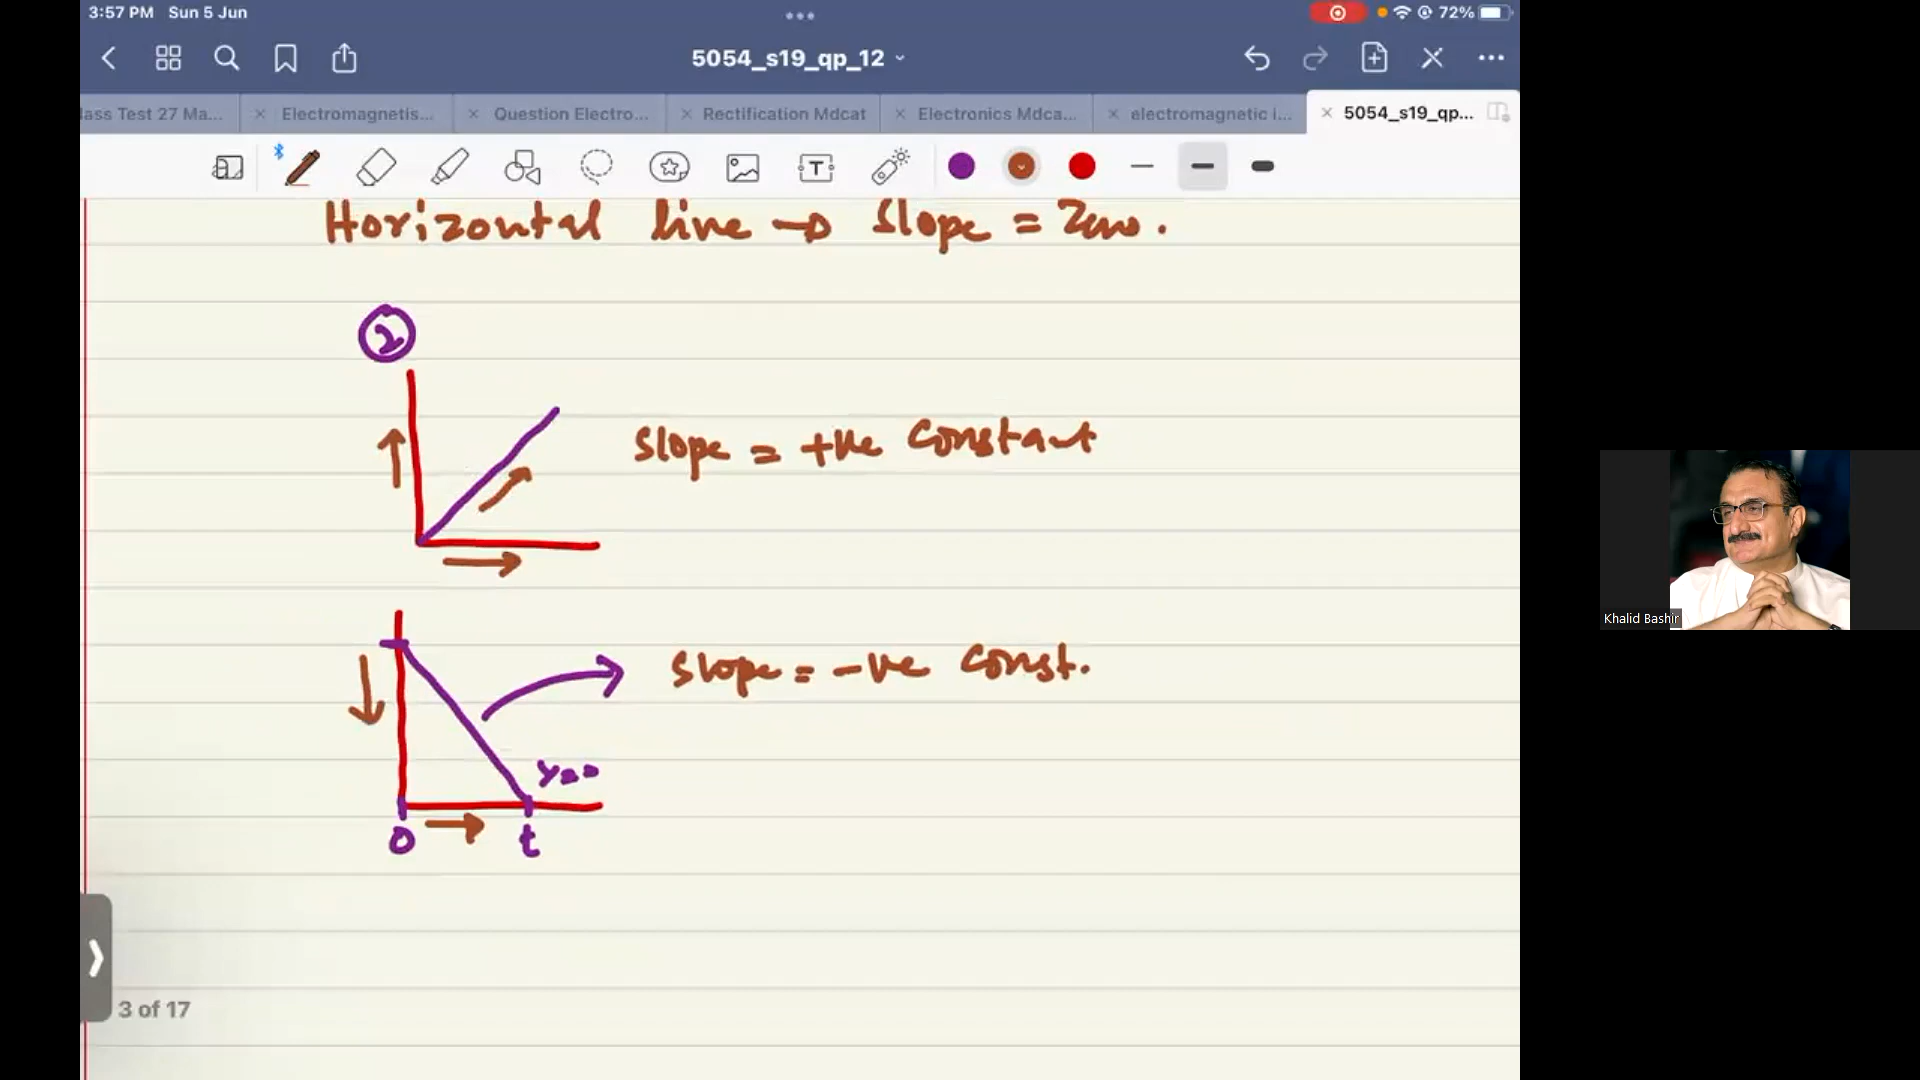 3:57 PM Sun 5 Jun
72%
5054_s19_qp_12
lass Test 27 Ma...
Electromagnetis...
Question Electro...
Rectification Mdcat
Electronics Mdca...
electromagnetic i...
5054_s19_qp...
T
Horizontal line → Slope = Zero.
2
Slope = +ve Constant
Slope = -ve Const.
0 t
Khalid Bashir
3 of 17